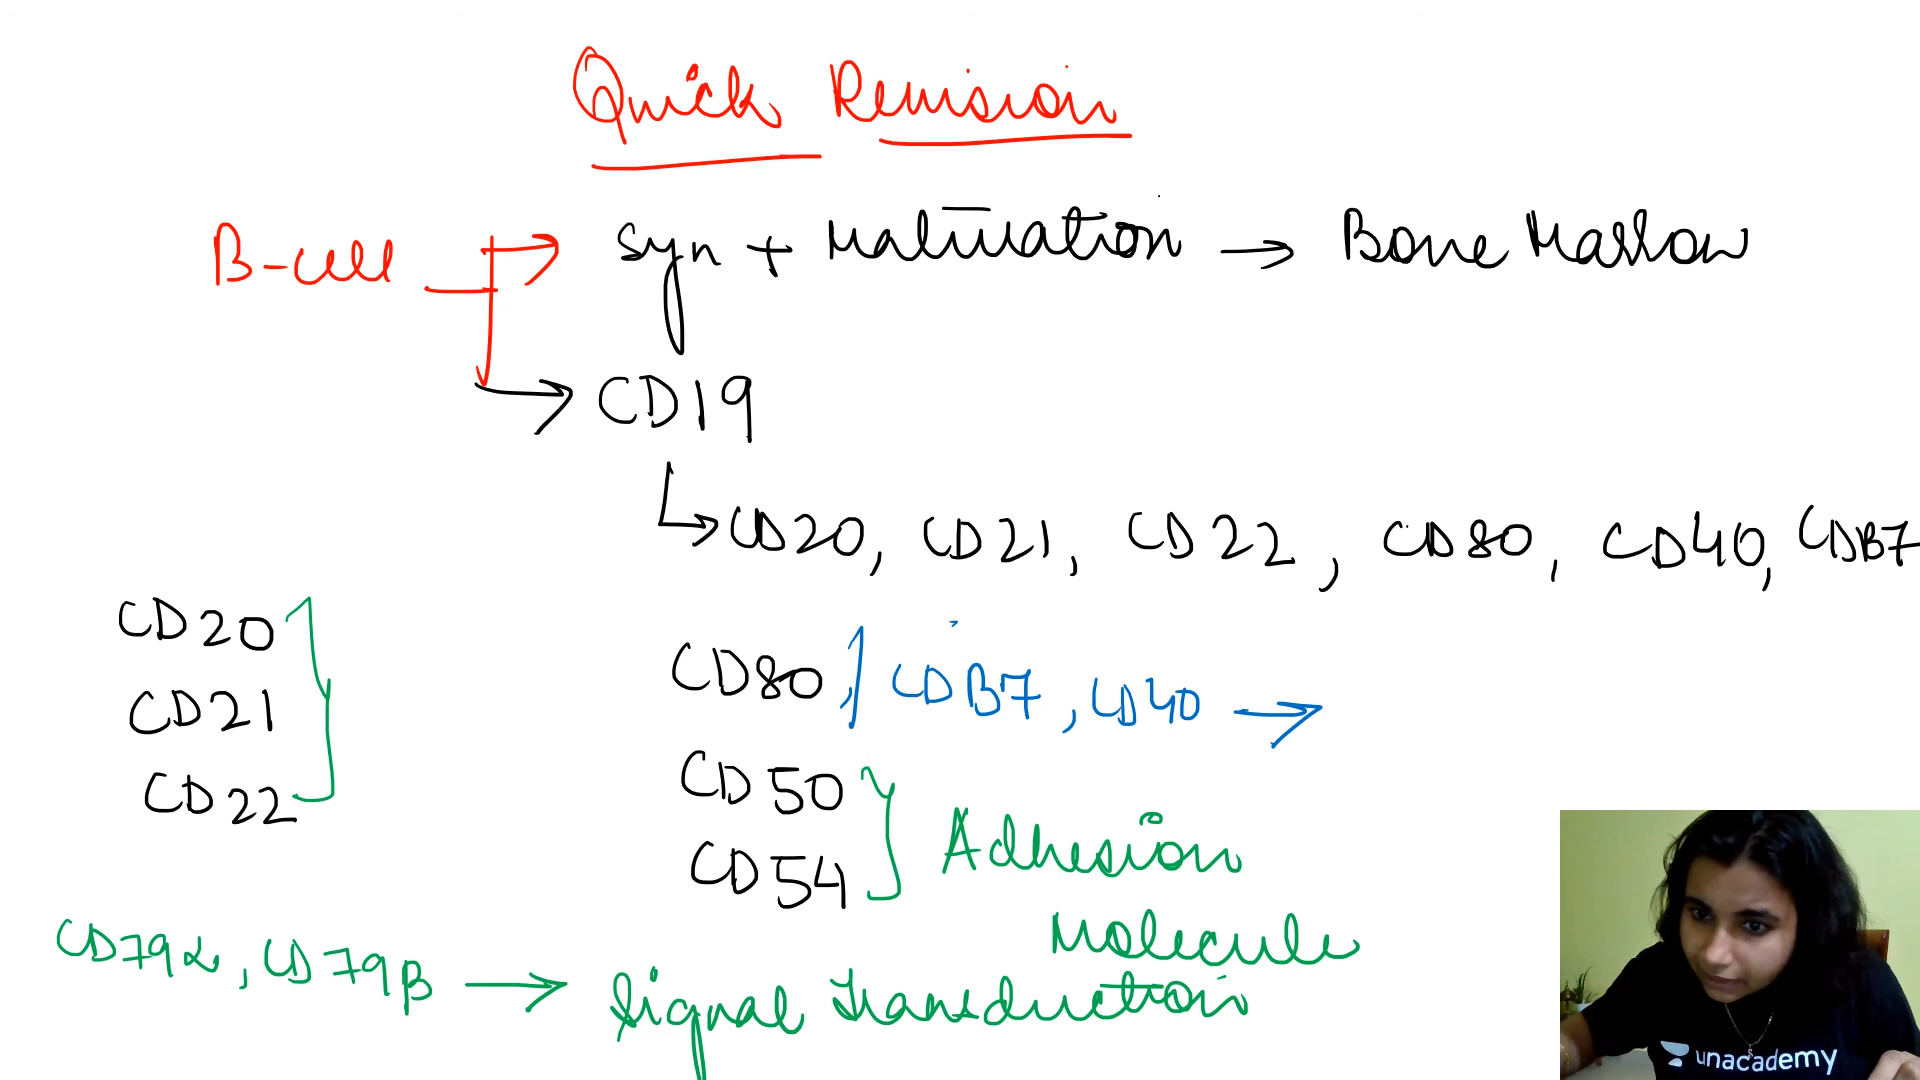 Quick Revision
B-cell → syn + Maturation → Bone Marrow
→ CD19
→ CD20, CD21, CD22, CD80, CD40, CDB7
CD20
CD21
CD22
CD80, CDB7, CD40 →
CD50
CD54
Adhesion
Molecule
CD79α, CD79β → Signal Transduction
unacademy